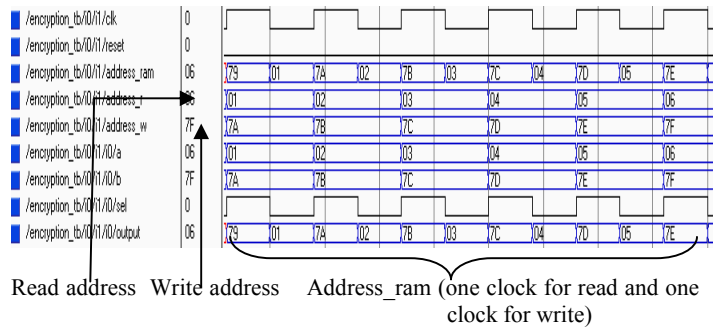 /encryption_tb/i0/i1/clk 0
/encryption_tb/i0/i1/reset 0
/encryption_tb/i0/i1/address_ram 06 79 01 7A 02 7B 03 7C 04 7D 05 7E
/encryption_tb/i0/i1/address_r 06 01 02 03 04 05 06
/encryption_tb/i0/i1/address_w 7F 7A 7B 7C 7D 7E 7F
/encryption_tb/i0/i1/i0/a 06 01 02 03 04 05 06
/encryption_tb/i0/i1/i0/b 7F 7A 7B 7C 7D 7E 7F
/encryption_tb/i0/i1/i0/sel 0
/encryption_tb/i0/i1/i0/output 06 79 01 7A 02 7B 03 7C 04 7D 05 7E
Read address Write address Address_ram (one clock for read and one
clock for write)